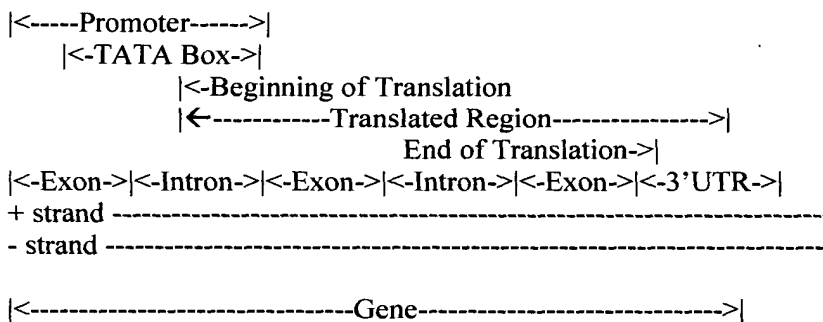 |<-----Promoter------>|
|<-TATA Box->|
|<-Beginning of Translation
|←------------Translated Region---------------->|
End of Translation->|
|<-Exon->|<-Intron->|<-Exon->|<-Intron->|<-Exon->|<-3'UTR->|
+ strand ------------------------------------------------------------------------
- strand -------------------------------------------------------------------------
|<--------------------------------Gene------------------------------>|